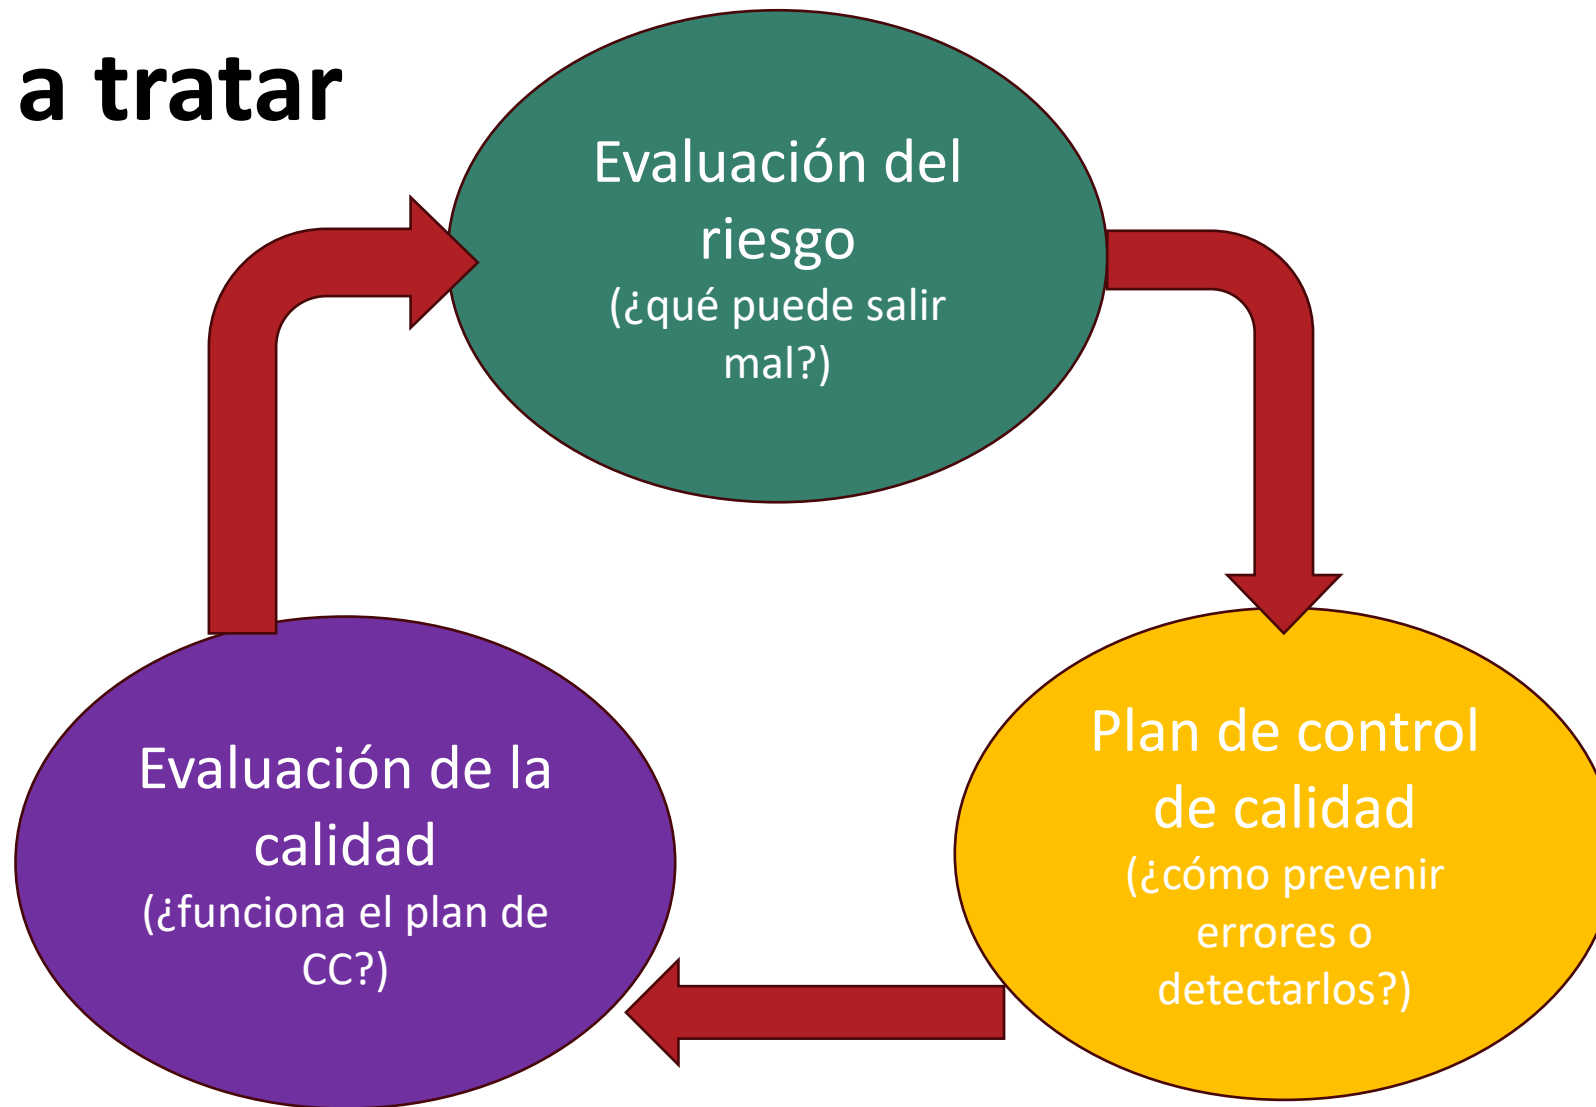 a tratar
Evaluación del
riesgo
(¿qué puede salir
mal?)
Plan de control
de calidad
(¿cómo prevenir
errores o
detectarlos?)
Evaluación de la
calidad
(¿funciona el plan de
CC?)